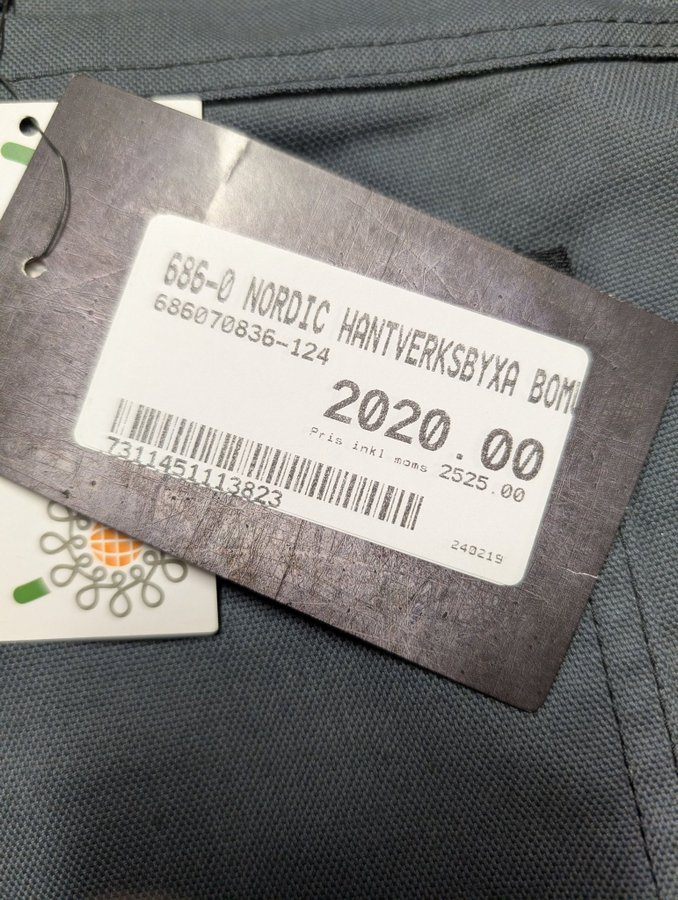 686-0 NORDIC HANTVERKSBYXA
686070836-124
2020.00
Pris inkl moms 2525.00
7311451113823
240219